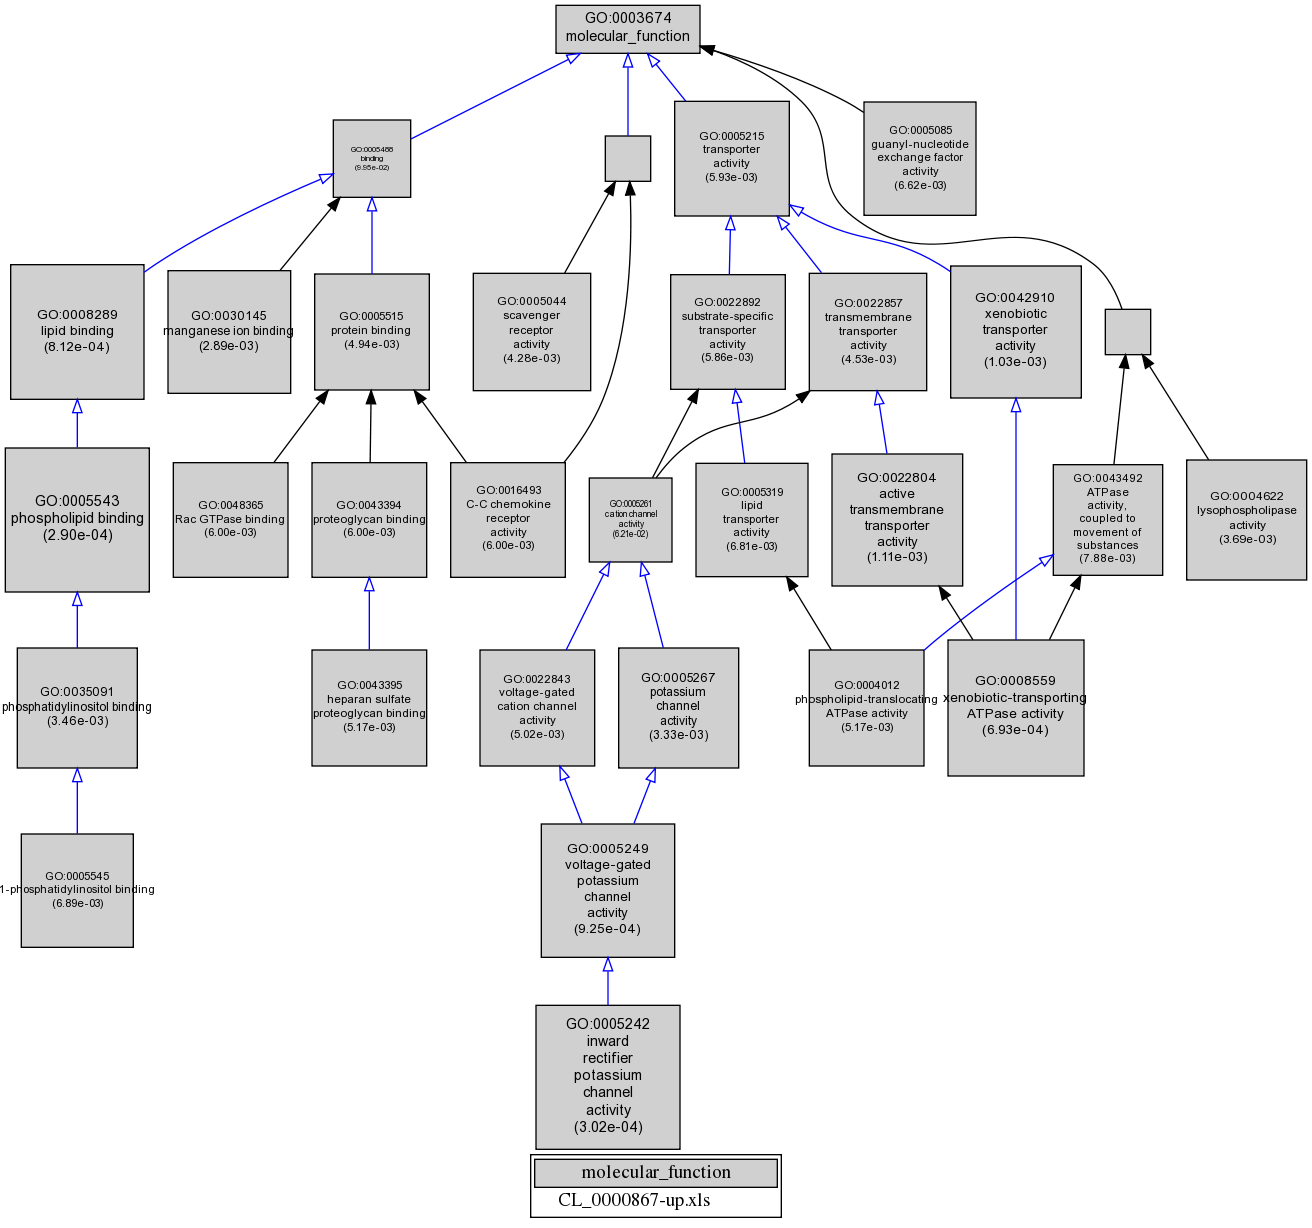 GO:0003674
molecular_function
GO:0005488
binding
(9.95e-02)
GO:0005215
transporter
activity
(5.93e-03)
GO:0005085
guanyl-nucleotide
exchange factor
activity
(6.62e-03)
GO:0008289
lipid binding
(8.12e-04)
GO:0030145
manganese ion binding
(2.89e-03)
GO:0005515
protein binding
(4.94e-03)
GO:0005044
scavenger
receptor
activity
(4.28e-03)
GO:0022892
substrate-specific
transporter
activity
(5.86e-03)
GO:0022857
transmembrane
transporter
activity
(4.53e-03)
GO:0042910
xenobiotic
transporter
activity
(1.03e-03)
GO:0005543
phospholipid binding
(2.90e-04)
GO:0048365
Rac GTPase binding
(6.00e-03)
GO:0043394
proteoglycan binding
(6.00e-03)
GO:0016493
C-C chemokine
receptor
activity
(6.00e-03)
GO:0005261
cation channel
activity
(6.21e-02)
GO:0005319
lipid
transporter
activity
(6.81e-03)
GO:0022804
active
transmembrane
transporter
activity
(1.11e-03)
GO:0043492
ATPase
activity,
coupled to
movement of
substances
(7.88e-03)
GO:0004622
lysophospholipase
activity
(3.69e-03)
GO:0035091
phosphatidylinositol binding
(3.46e-03)
GO:0043395
heparan sulfate
proteoglycan binding
(5.17e-03)
GO:0022843
voltage-gated
cation channel
activity
(5.02e-03)
GO:0005267
potassium
channel
activity
(3.33e-03)
GO:0004012
phospholipid-translocating
ATPase activity
(5.17e-03)
GO:0008559
xenobiotic-transporting
ATPase activity
(6.93e-04)
GO:0005545
1-phosphatidylinositol binding
(6.89e-03)
GO:0005249
voltage-gated
potassium
channel
activity
(9.25e-04)
GO:0005242
inward
rectifier
potassium
channel
activity
(3.02e-04)
molecular_function
CL_0000867-up.xls